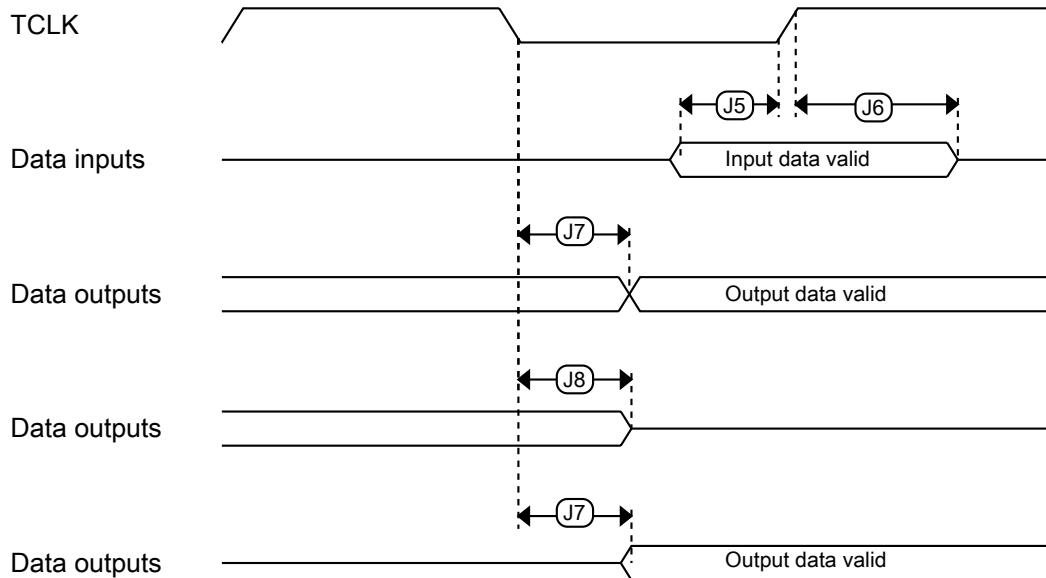 TCLK
J5
J6
Data inputs
Input data valid
J7
Data outputs
Output data valid
J8
Data outputs
J7
Data outputs
Output data valid